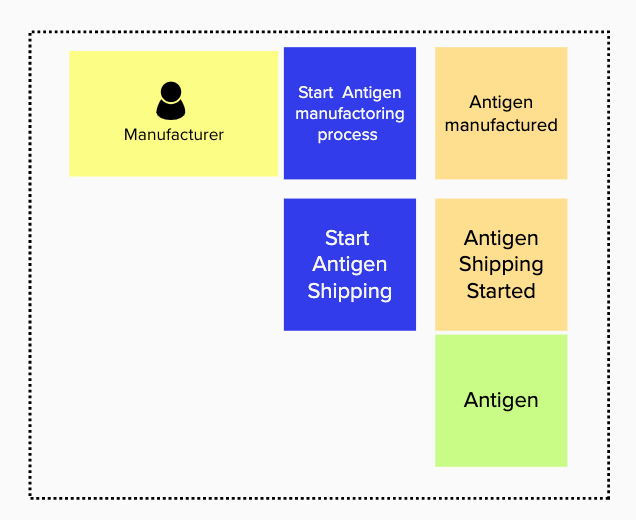 Manufacturer
Start Antigen
manufactoring
process
Antigen
manufactured
Start
Antigen
Shipping
Antigen
Shipping
Started
Antigen